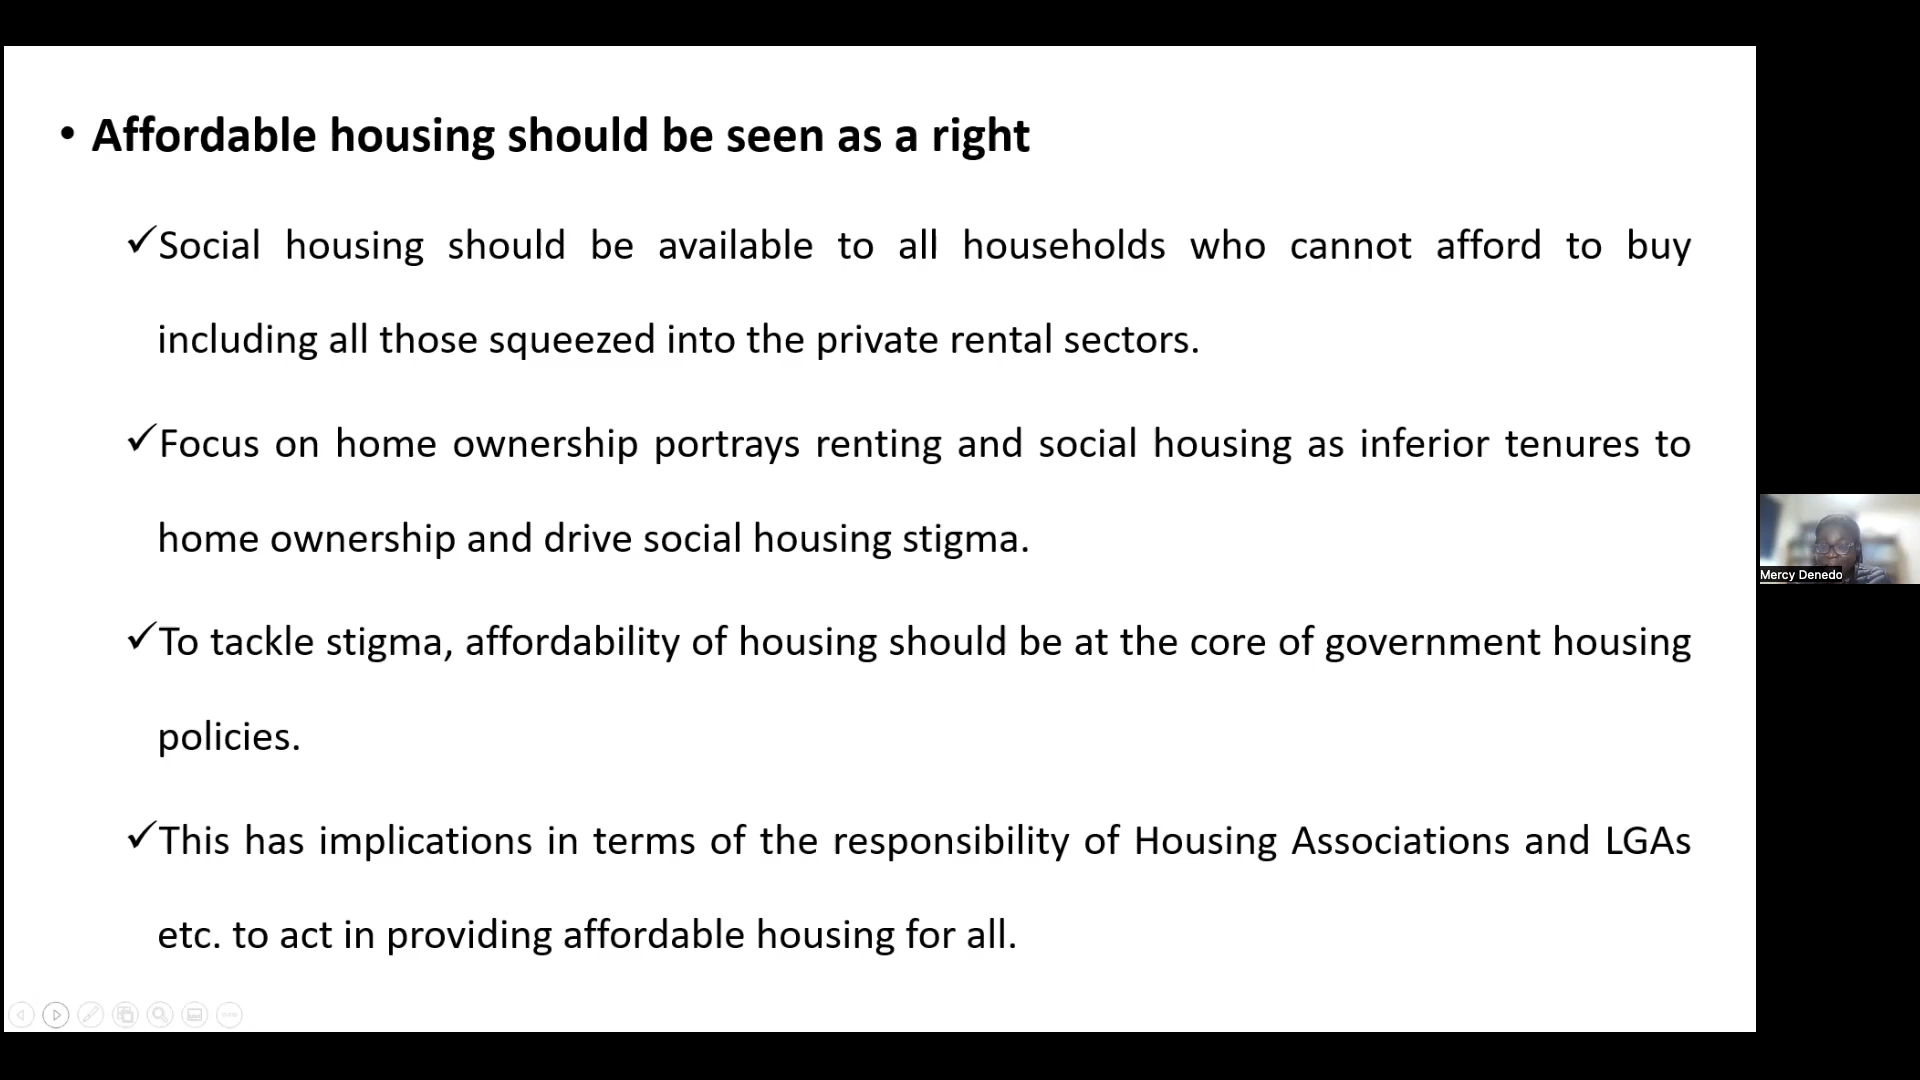 • Affordable housing should be seen as a right
✓Social housing should be available to all households who cannot afford to buy
including all those squeezed into the private rental sectors.
✓Focus on home ownership portrays renting and social housing as inferior tenures to
home ownership and drive social housing stigma.
✓To tackle stigma, affordability of housing should be at the core of government housing
policies.
✓This has implications in terms of the responsibility of Housing Associations and LGAs
etc. to act in providing affordable housing for all.
Mercy Denedo